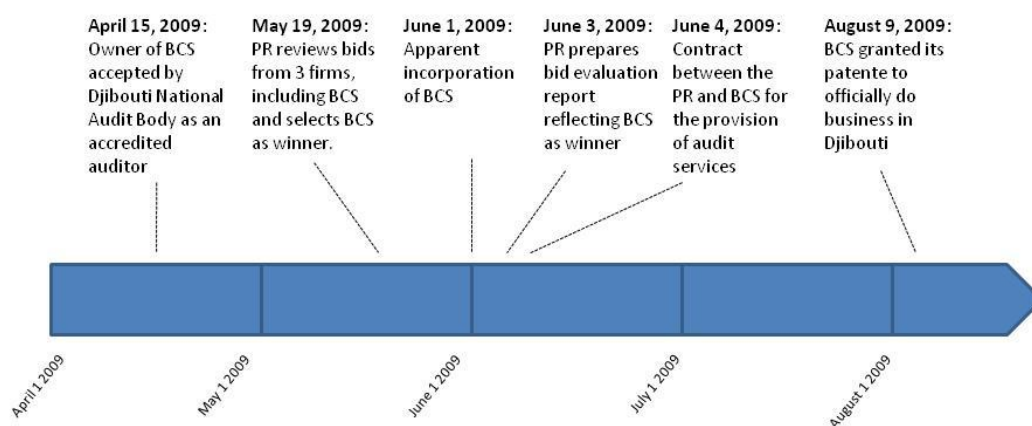 April 15, 2009:
Owner of BCS
accepted by
Djibouti National
Audit Body as an
accredited
auditor
May 19, 2009:
PR reviews bids
from 3 firms,
including BCS
and selects BCS
as winner.
June 1, 2009:
Apparent
incorporation
of BCS
June 3, 2009:
PR prepares
bid evaluation
report
reflecting BCS
as winner
June 4, 2009:
Contract
between the
PR and BCS for
the provision
of audit
services
August 9, 2009:
BCS granted its
patente to
officially do
business in
Djibouti
April 1 2009
May 1 2009
June 1 2009
July 1 2009
August 1 2009